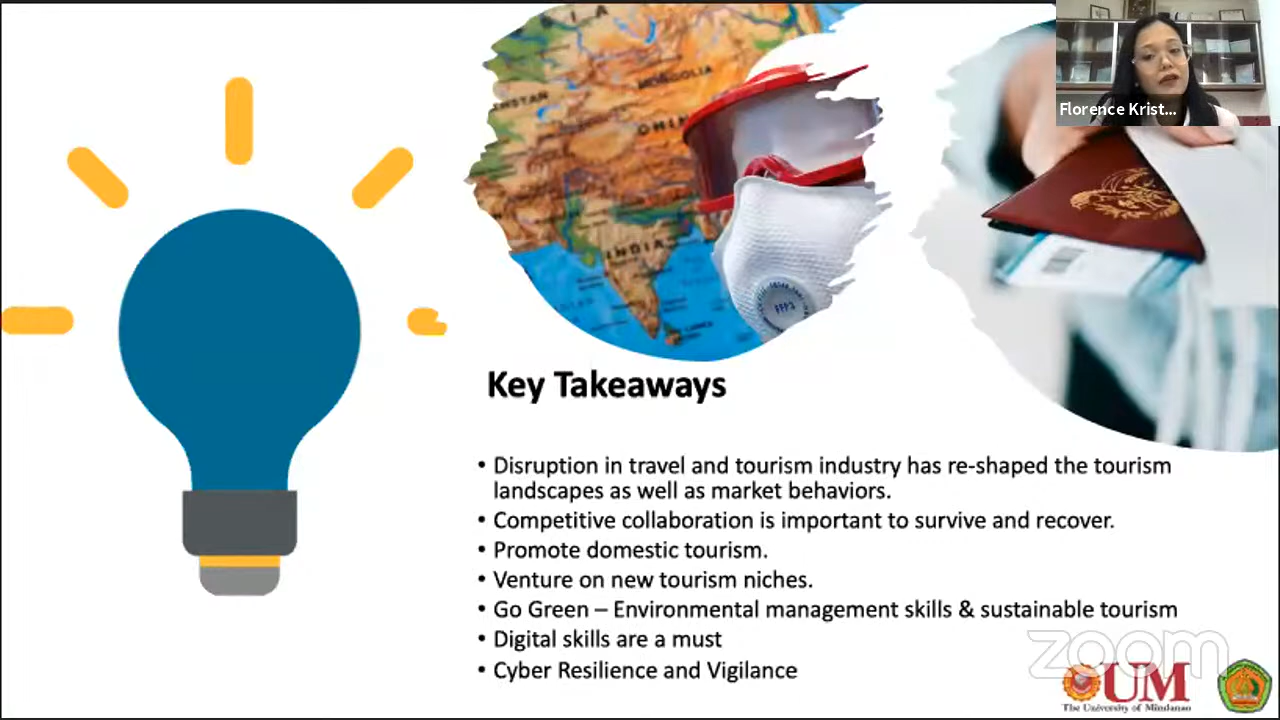 Florence Krist...
MONGOLIA
INDIA
FFP3
Key Takeaways
• Disruption in travel and tourism industry has re-shaped the tourism
landscapes as well as market behaviors.
• Competitive collaboration is important to survive and recover.
• Promote domestic tourism.
• Venture on new tourism niches.
• Go Green – Environmental management skills & sustainable tourism
• Digital skills are a must
• Cyber Resilience and Vigilance
zoom
UM
The University of Mindanao